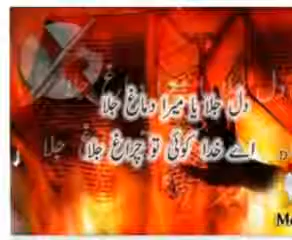 دل جلا یا میرا دماغ جلا
اے خدا کوئی تو چراغ جلا